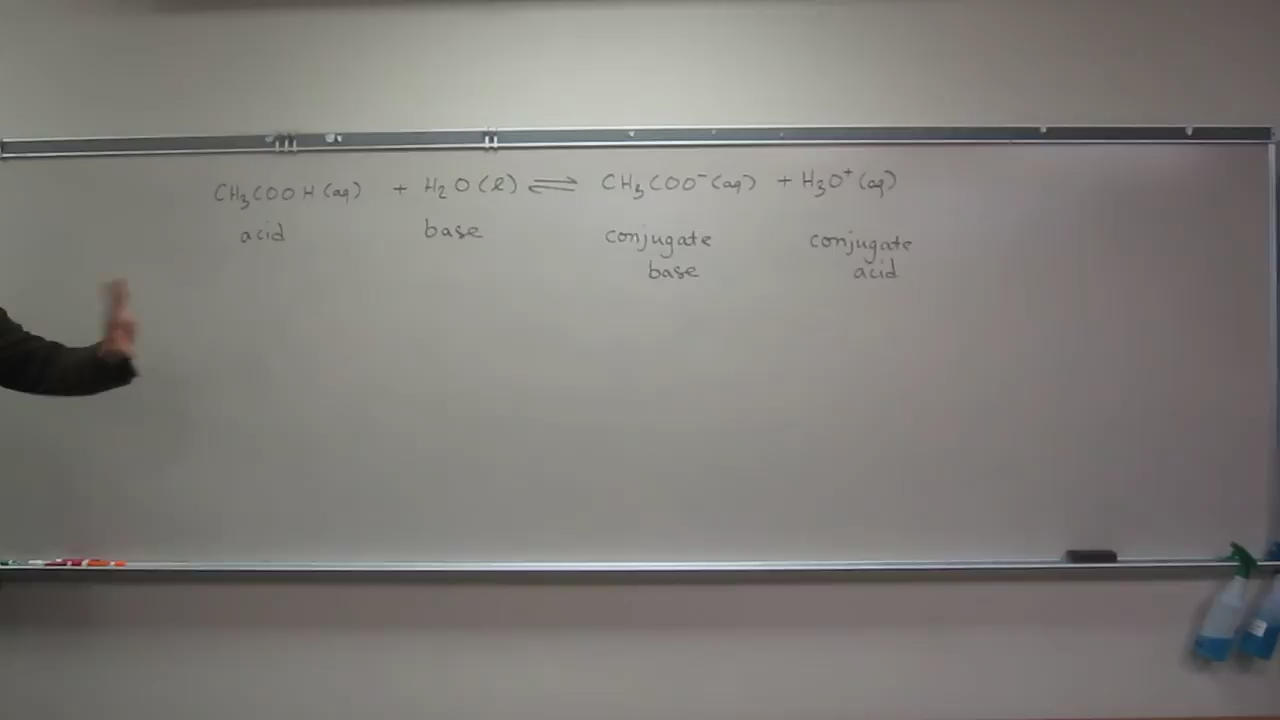 CH₃COOH(aq) + H₂O(l) ⇌ CH₃COO⁻(aq) + H₃O⁺(aq)
acid base conjugate base conjugate acid